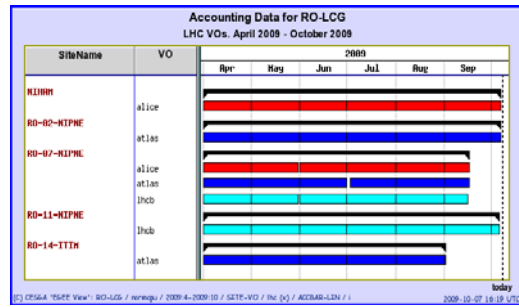 Accounting Data for RO-LCG
LHC VOs. April 2009 - October 2009
SiteName VO 2009
Apr May Jun Jul Aug Sep
NIHAM
alice
RO-02-NIPNE
atlas
RO-07-NIPNE
alice
atlas
lhcb
RO-11-NIPNE
lhcb
RO-14-ITIM
atlas
today
(C) CESGA 'EGEE View': RO-LCG / normcpu / 2009:4-2009:10 / SITE-VO / lhc (x) / ACCBAR-LIN / i 2009-10-07 16:19 UTC